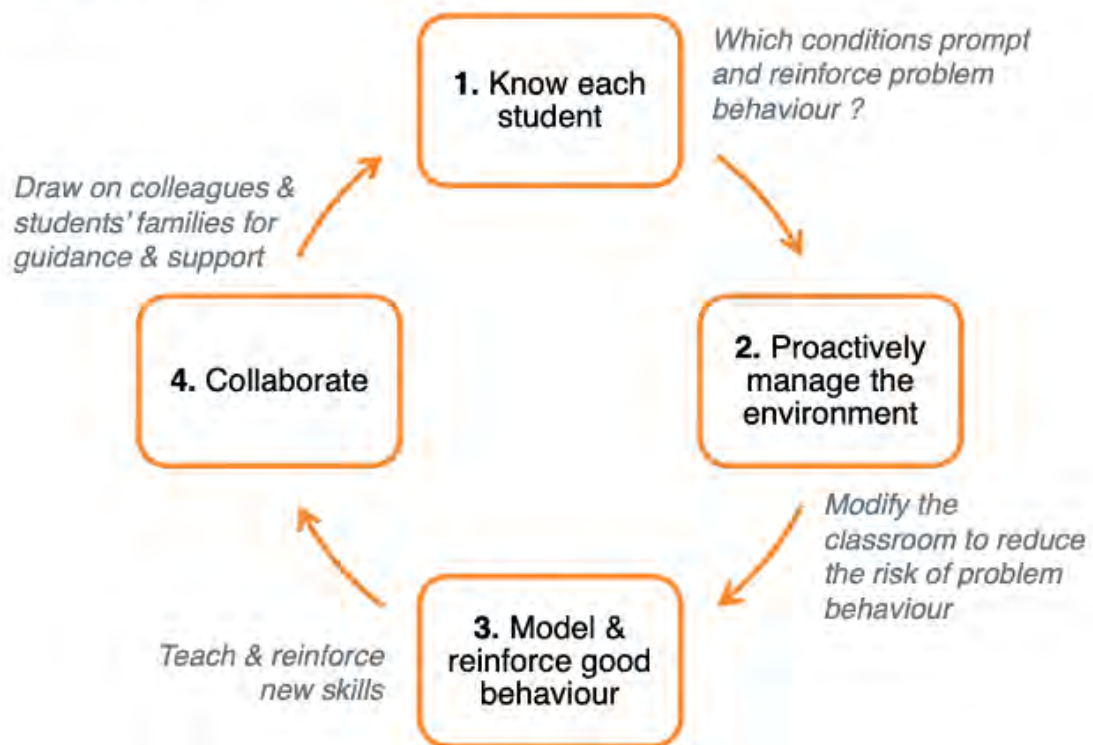 1. Know each
student
Which conditions prompt
and reinforce problem
behaviour ?
2. Proactively
manage the
environment
Modify the
classroom to reduce
the risk of problem
behaviour
3. Model &
reinforce good
behaviour
Teach & reinforce
new skills
4. Collaborate
Draw on colleagues &
students' families for
guidance & support